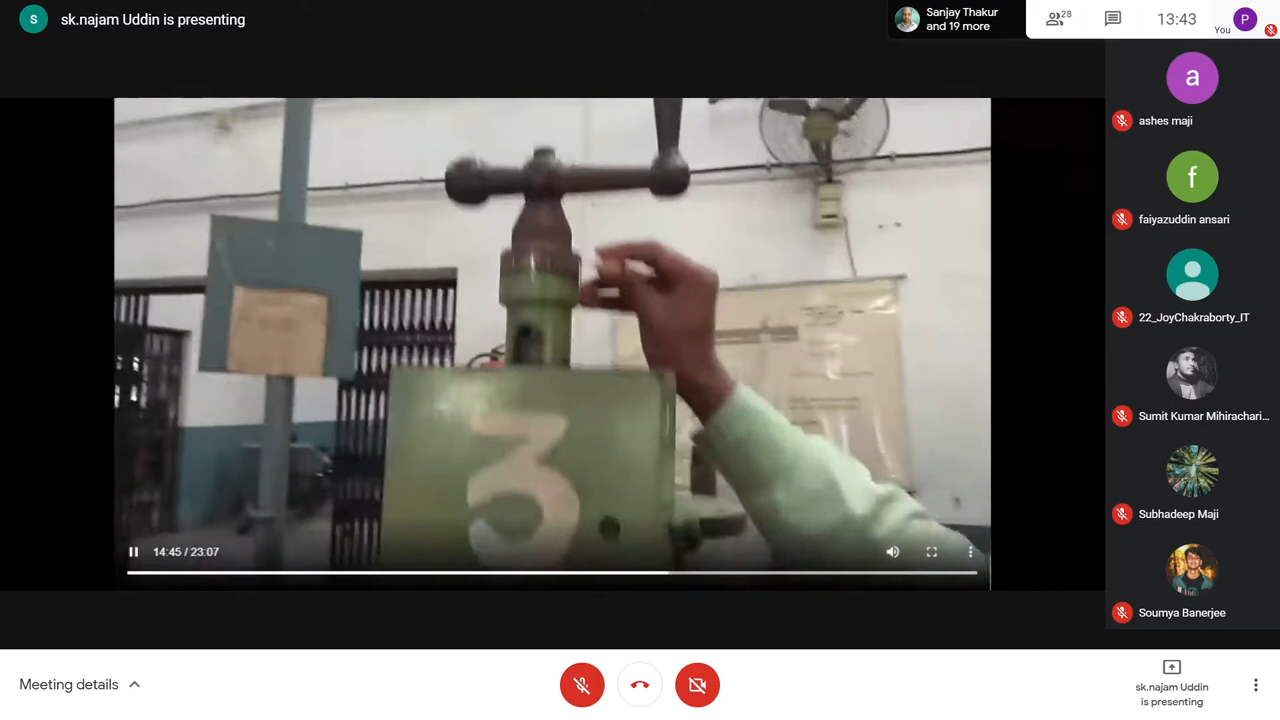 S
sk.najam Uddin is presenting
Sanjay Thakur
and 19 more
28
13:43
You
P
a
ashes maji
f
faiyazuddin ansari
22_JoyChakraborty_IT
Sumit Kumar Mihirachari...
Subhadeep Maji
Soumya Banerjee
3
14:45 / 23:07
Meeting details
sk.najam Uddin
is presenting